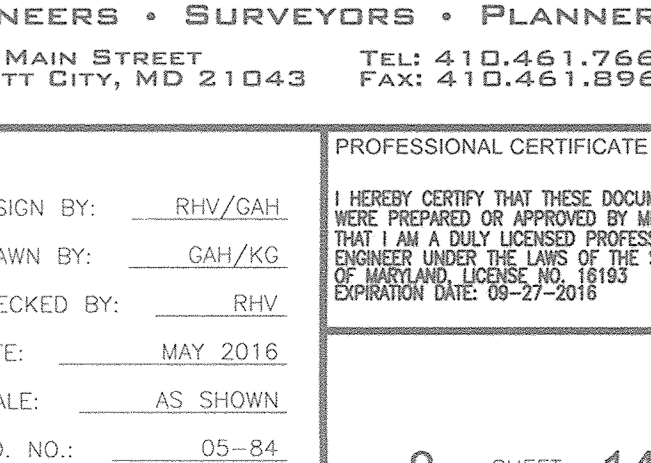 NEERS • SURVEYORS • PLANNER
MAIN STREET
TT CITY, MD 21043
TEL: 410.461.766
FAX: 410.461.896
SIGN BY: RHV/GAH
AWN BY: GAH/KG
ECKED BY: RHV
TE: MAY 2016
ALE: AS SHOWN
O. NO.: 05-84
PROFESSIONAL CERTIFICATE
I HEREBY CERTIFY THAT THESE DOCUM
WERE PREPARED OR APPROVED BY M
THAT I AM A DULY LICENSED PROFESS
ENGINEER UNDER THE LAWS OF THE S
OF MARYLAND, LICENSE NO. 16193
EXPIRATION DATE: 09-27-2016
SHEET 14